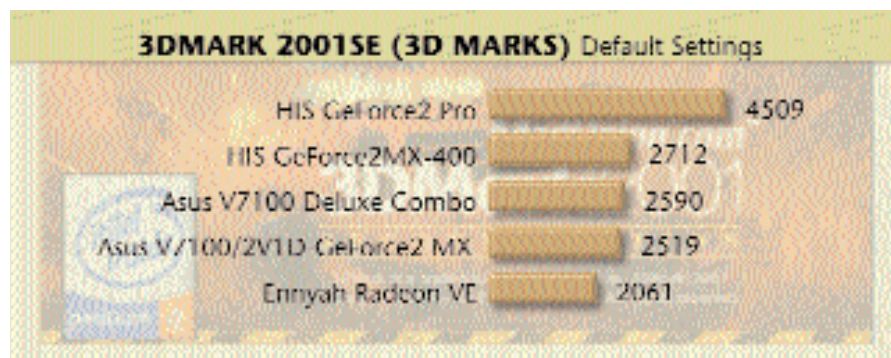 3DMARK 2001SE (3D MARKS) Default Settings
HIS GeForce2 Pro 4509
HIS GeForce2MX-400 2712
Asus V7100 Deluxe Combo 2590
Asus V7100/2V1D GeForce2 MX 2519
Ennyah Radeon VE 2061